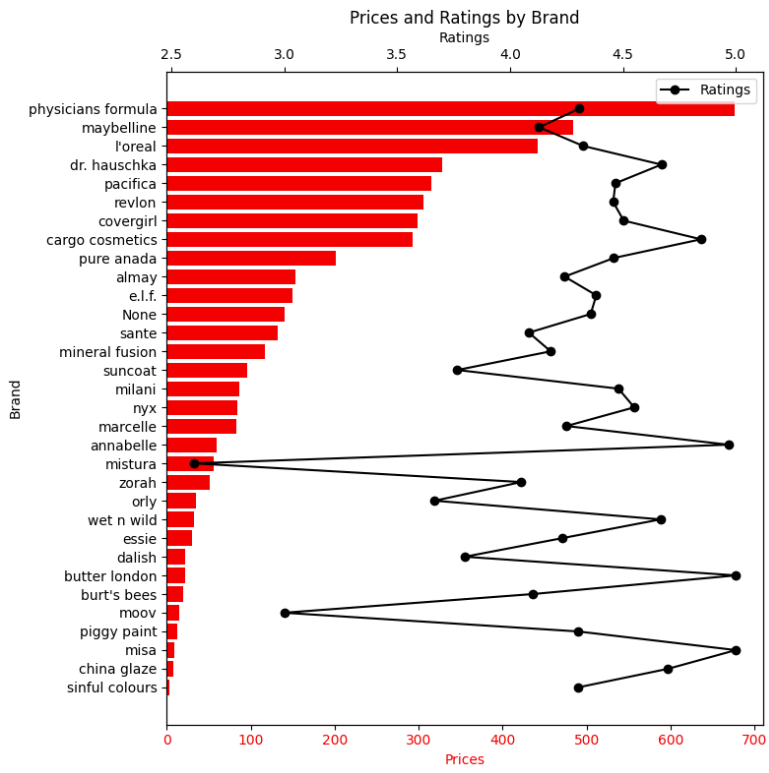 Prices and Ratings by Brand
Ratings
2.5 3.0 3.5 4.0 4.5 5.0
Ratings
physicians formula
maybelline
l'oreal
dr. hauschka
pacifica
revlon
covergirl
cargo cosmetics
pure anada
almay
e.l.f.
None
sante
mineral fusion
suncoat
milani
nyx
marcelle
annabelle
mistura
zorah
orly
wet n wild
essie
dalish
butter london
burt's bees
moov
piggy paint
misa
china glaze
sinful colours
Brand
0 100 200 300 400 500 600 700
Prices